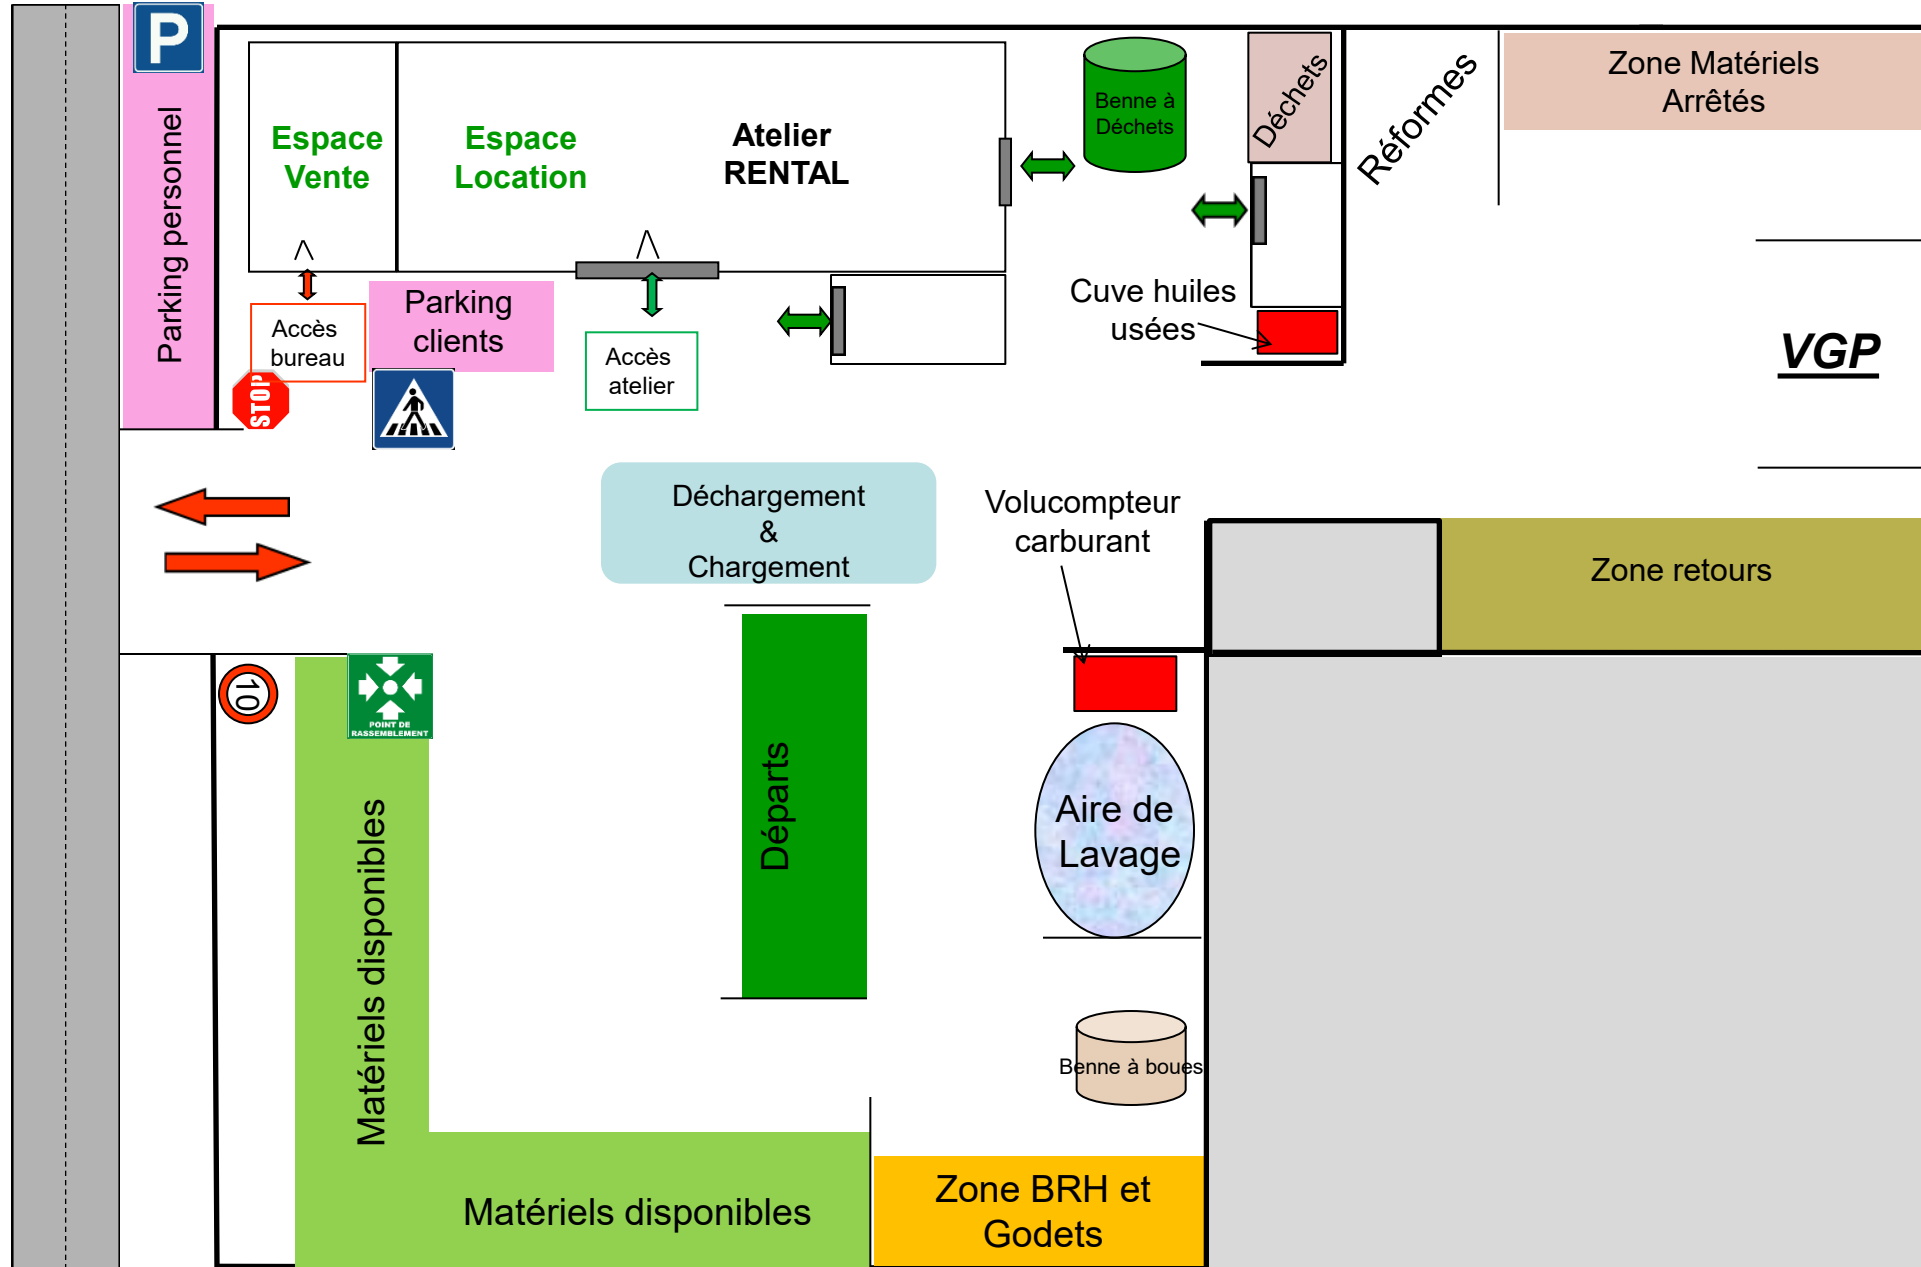 P
Parking personnel
Espace
Vente
Espace
Location
Atelier
RENTAL
Benne à
Déchets
Déchets
Réformes
Zone Matériels
Arrêtés
Accès
bureau
STOP
Parking
clients
Accès
atelier
Cuve huiles
usées
VGP
Déchargement
&
Chargement
Volucompteur
carburant
Zone retours
10
POINT DE
RASSEMBLEMENT
Matériels disponibles
Départs
Aire de
Lavage
Benne à boues
Matériels disponibles
Zone BRH et
Godets